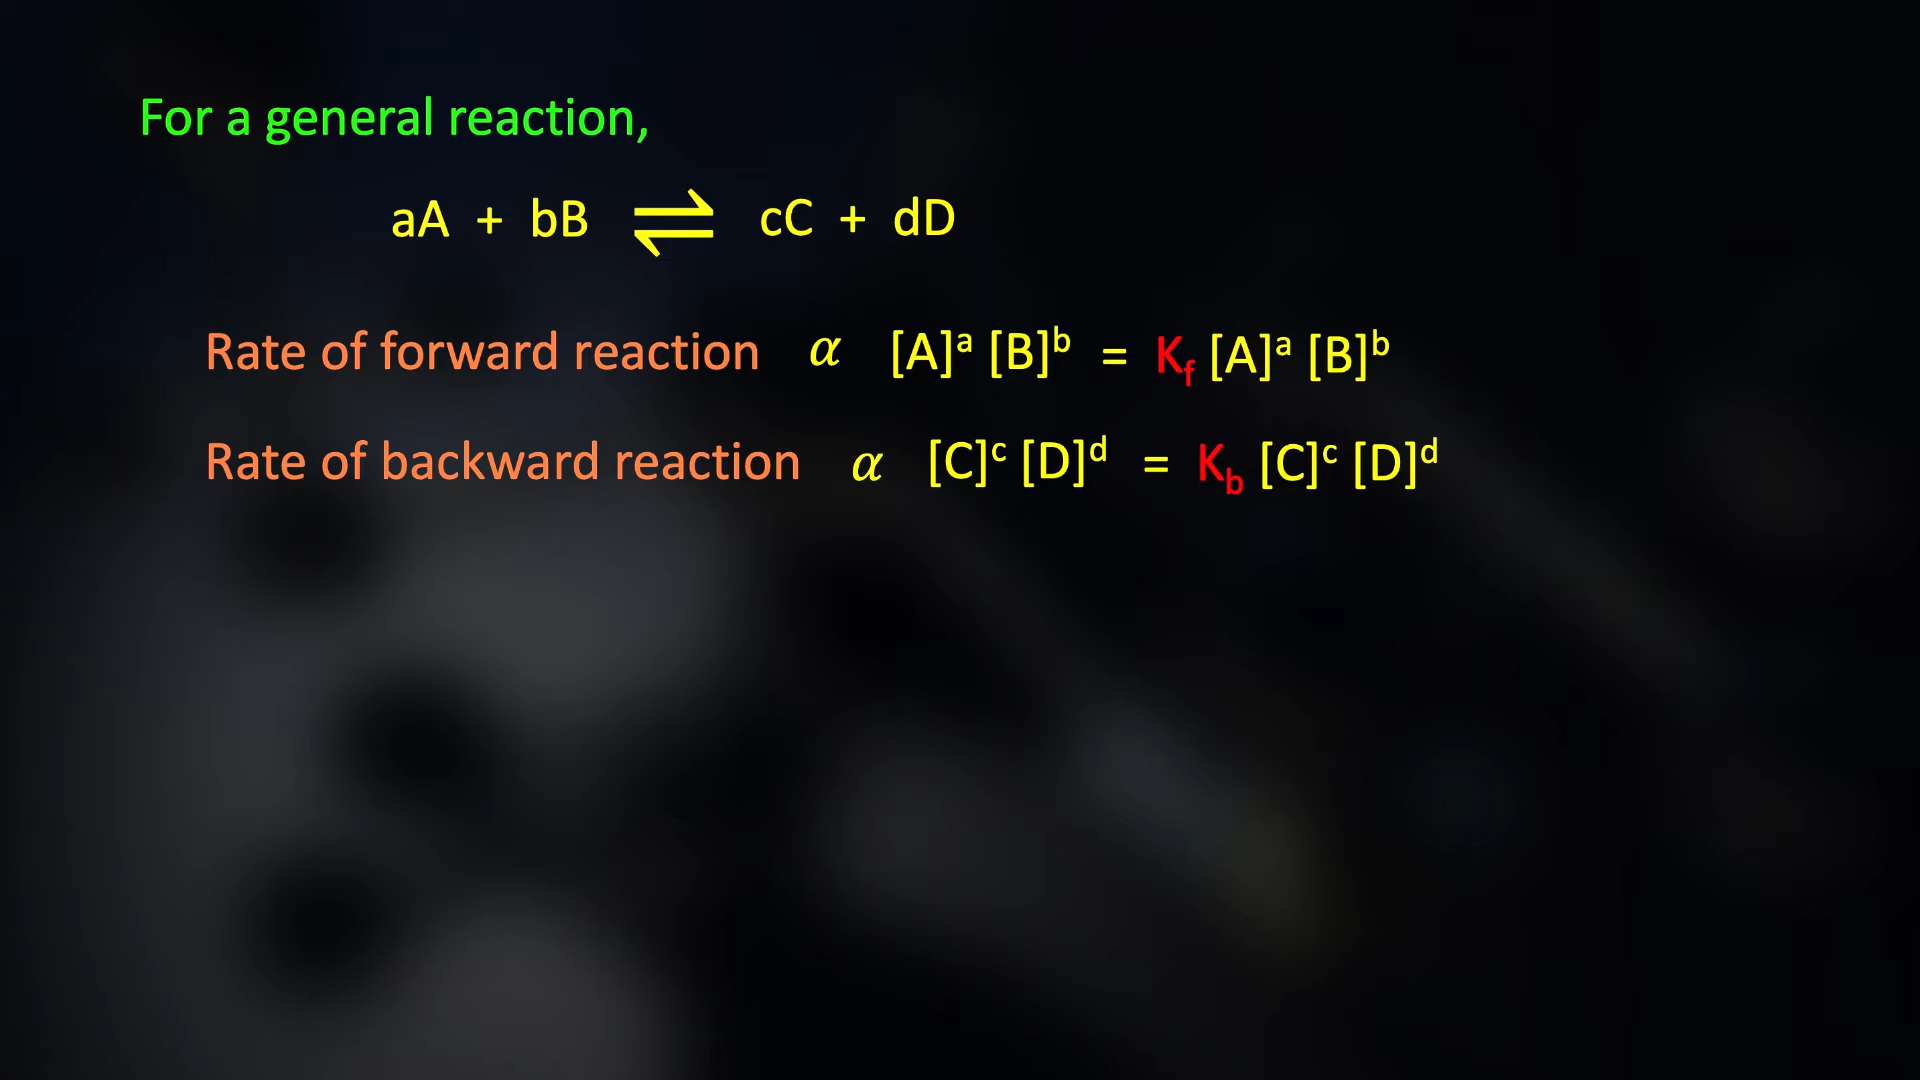 For a general reaction,
aA + bB ⇌ cC + dD
Rate of forward reaction α [A]ᵃ [B]ᵇ = K_f [A]ᵃ [B]ᵇ
Rate of backward reaction α [C]ᶜ [D]ᵈ = K_b [C]ᶜ [D]ᵈ